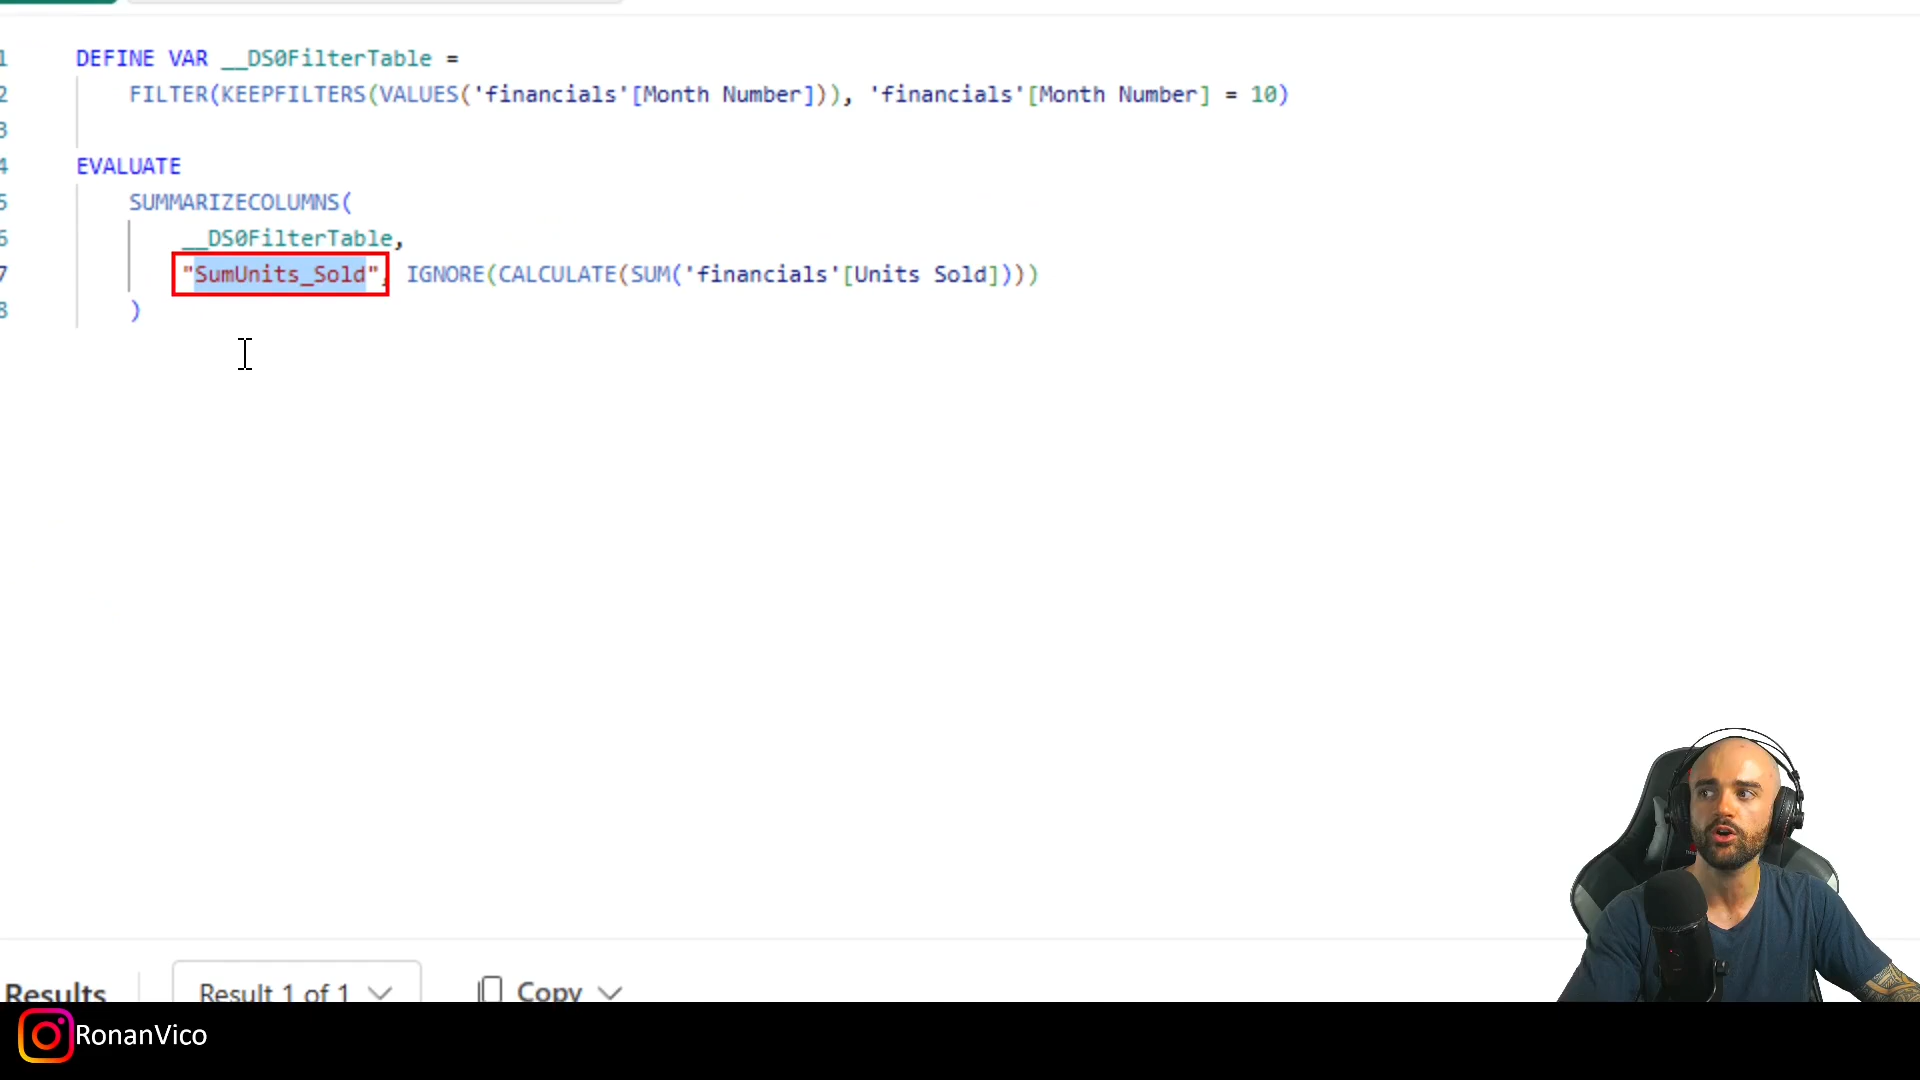 1 DEFINE VAR __DS0FilterTable =
2 FILTER(KEEPFILTERS(VALUES('financials'[Month Number])), 'financials'[Month Number] = 10)
3
4 EVALUATE
5 SUMMARIZECOLUMNS(
6 __DS0FilterTable,
7 "SumUnits_Sold", IGNORE(CALCULATE(SUM('financials'[Units Sold])))
8 )
Results Result 1 of 1 Copy
RonanVico